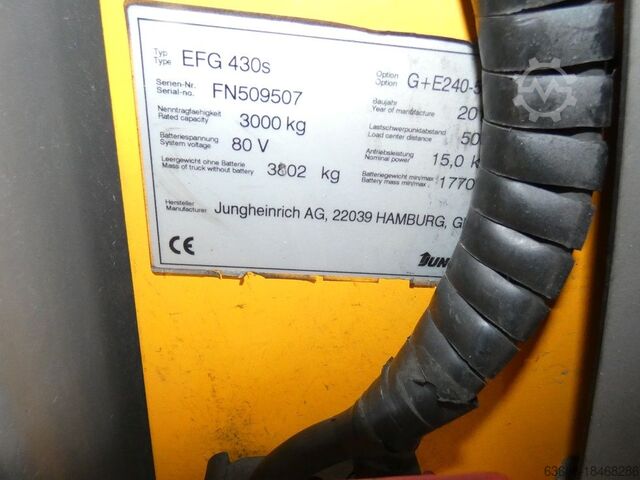 Typ
Type EFG 430s
Option
Option G+E240-
Serien-Nr.
Serial-no. FN509507
Baujahr
Year of manufacture 20
Nenntragfaehigkeit
Rated capacity 3000 kg
Lastschwerpunktabstand
Load center distance 50
Batteriespannung
System voltage 80 V
Antriebsleistung
Nominal power 15,0 k
Leergewicht ohne Batterie
Mass of truck without battery 3802 kg
Batteriegewicht min/max
Battery mass min/max 1770
Hersteller
Manufacturer Jungheinrich AG, 22039 HAMBURG, G
CE
JUN